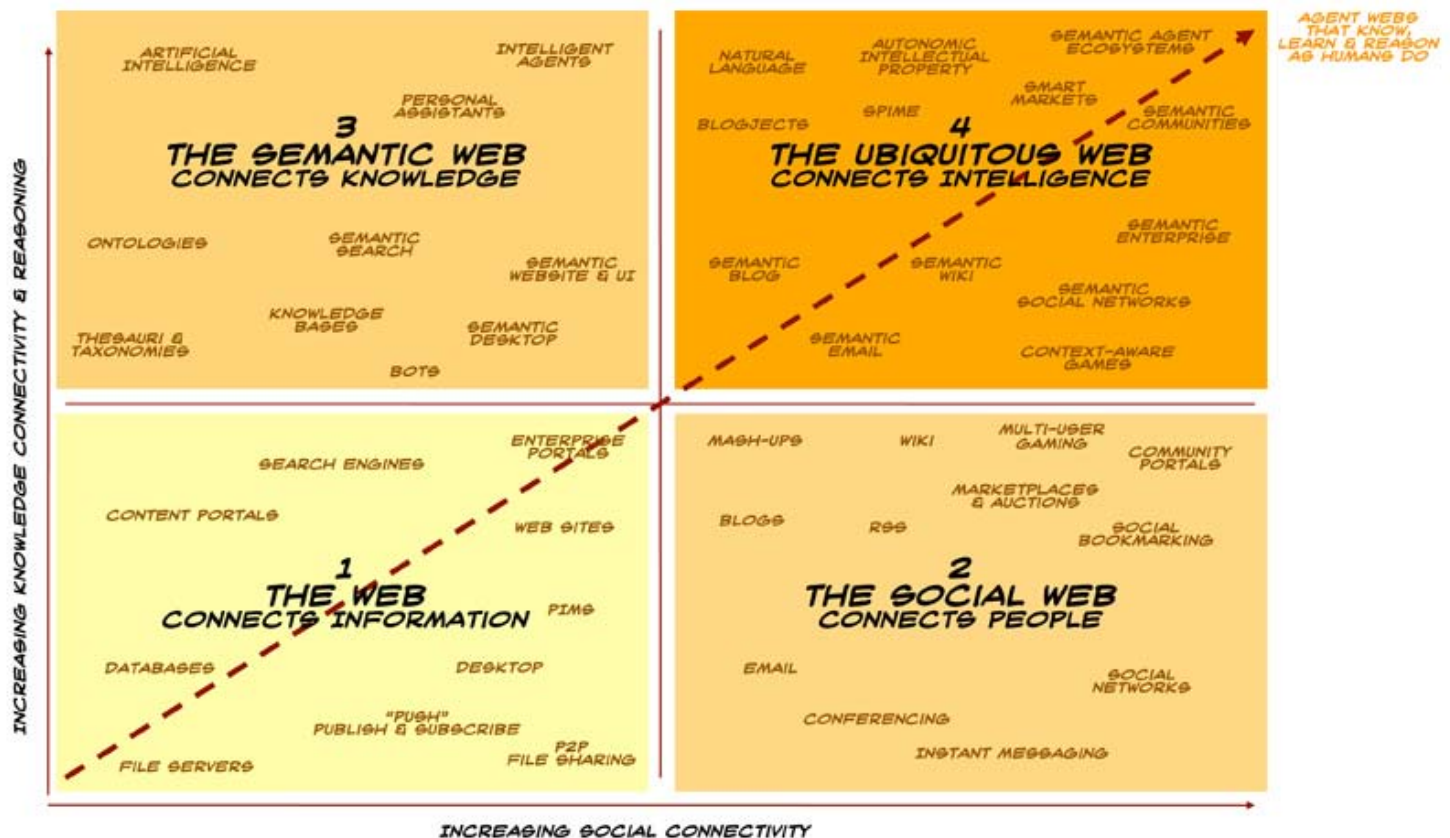 AGENT WEBS
THAT KNOW,
LEARN & REASON
AS HUMANS DO
INCREASING KNOWLEDGE CONNECTIVITY & REASONING
ARTIFICIAL
INTELLIGENCE
INTELLIGENT
AGENTS
PERSONAL
ASSISTANTS
3
THE SEMANTIC WEB
CONNECTS KNOWLEDGE
ONTOLOGIES
SEMANTIC
SEARCH
SEMANTIC
WEBSITE & UI
KNOWLEDGE
BASES
THESAURI &
TAXONOMIES
SEMANTIC
DESKTOP
BOTS
NATURAL
LANGUAGE
AUTONOMIC
INTELLECTUAL
PROPERTY
SEMANTIC AGENT
ECOSYSTEMS
SMART
MARKETS
BLOGJECTS
SPIME
SEMANTIC
COMMUNITIES
4
THE UBIQUITOUS WEB
CONNECTS INTELLIGENCE
SEMANTIC
ENTERPRISE
SEMANTIC
BLOG
SEMANTIC
WIKI
SEMANTIC
SOCIAL NETWORKS
SEMANTIC
EMAIL
CONTEXT-AWARE
GAMES
ENTERPRISE
PORTALS
SEARCH ENGINES
CONTENT PORTALS
WEB SITES
1
THE WEB
CONNECTS INFORMATION
PIMS
DATABASES
DESKTOP
"PUSH"
PUBLISH & SUBSCRIBE
P2P
FILE SHARING
FILE SERVERS
MASH-UPS
WIKI
MULTI-USER
GAMING
COMMUNITY
PORTALS
MARKETPLACES
& AUCTIONS
BLOGS
RSS
SOCIAL
BOOKMARKING
2
THE SOCIAL WEB
CONNECTS PEOPLE
EMAIL
SOCIAL
NETWORKS
CONFERENCING
INSTANT MESSAGING
INCREASING SOCIAL CONNECTIVITY